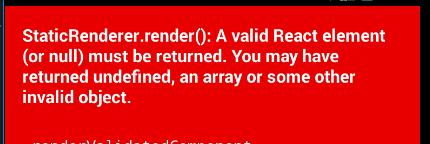 StaticRenderer.render(): A valid React element
(or null) must be returned. You may have
returned undefined, an array or some other
invalid object.
renderValidatedComponent